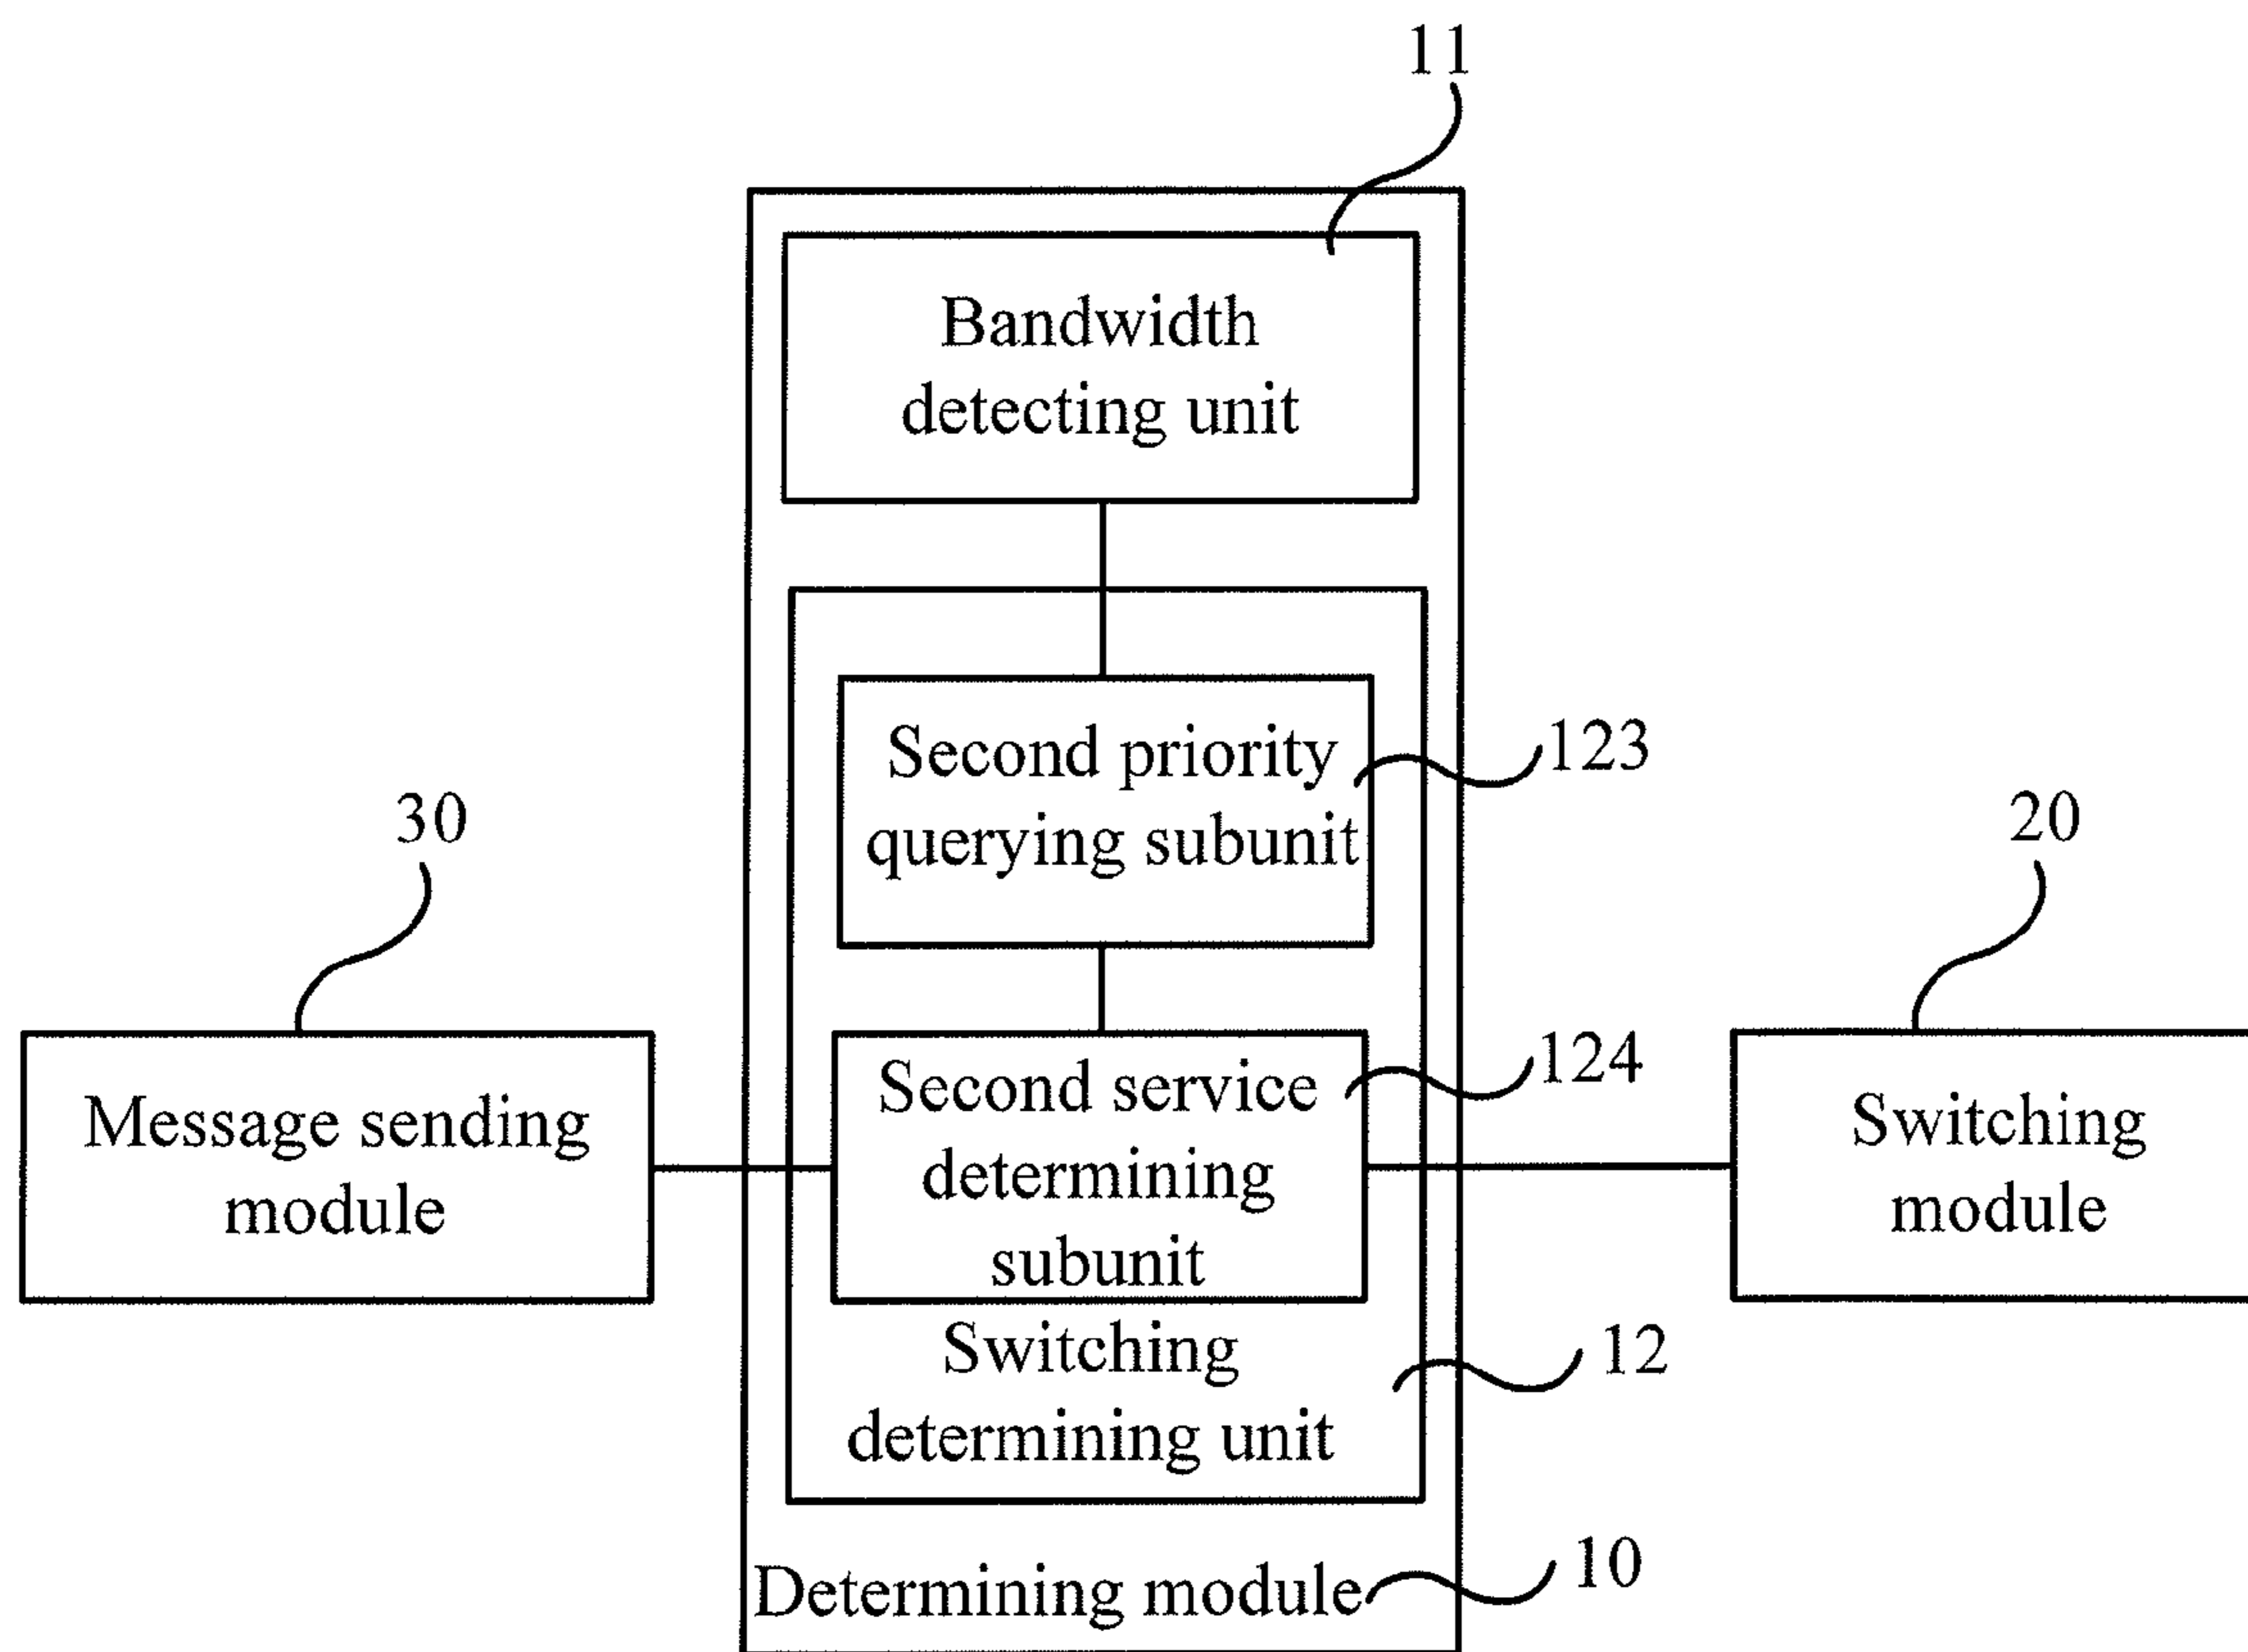 11
Bandwidth
detecting unit
Second priority
querying subunit
123
30
20
Message sending
module
Second service
determining
subunit
124
Switching
module
Switching
determining unit
12
Determining module
10